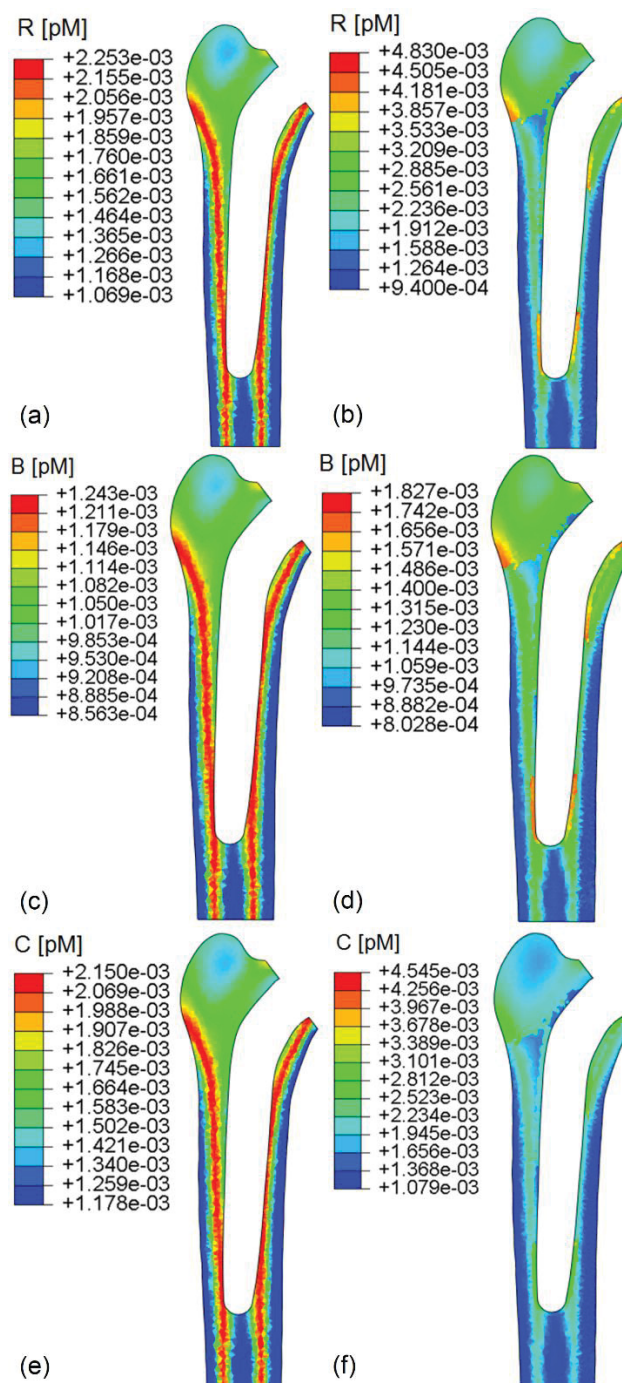 R [pM]
+2.253e-03
+2.155e-03
+2.056e-03
+1.957e-03
+1.859e-03
+1.760e-03
+1.661e-03
+1.562e-03
+1.464e-03
+1.365e-03
+1.266e-03
+1.168e-03
+1.069e-03
(a)
R [pM]
+4.830e-03
+4.505e-03
+4.181e-03
+3.857e-03
+3.533e-03
+3.209e-03
+2.885e-03
+2.561e-03
+2.236e-03
+1.912e-03
+1.588e-03
+1.264e-03
+9.400e-04
(b)
B [pM]
+1.243e-03
+1.211e-03
+1.179e-03
+1.146e-03
+1.114e-03
+1.082e-03
+1.050e-03
+1.017e-03
+9.853e-04
+9.530e-04
+9.208e-04
+8.885e-04
+8.563e-04
(c)
B [pM]
+1.827e-03
+1.742e-03
+1.656e-03
+1.571e-03
+1.486e-03
+1.400e-03
+1.315e-03
+1.230e-03
+1.144e-03
+1.059e-03
+9.735e-04
+8.882e-04
+8.028e-04
(d)
C [pM]
+2.150e-03
+2.069e-03
+1.988e-03
+1.907e-03
+1.826e-03
+1.745e-03
+1.664e-03
+1.583e-03
+1.502e-03
+1.421e-03
+1.340e-03
+1.259e-03
+1.178e-03
(e)
C [pM]
+4.545e-03
+4.256e-03
+3.967e-03
+3.678e-03
+3.389e-03
+3.101e-03
+2.812e-03
+2.523e-03
+2.234e-03
+1.945e-03
+1.656e-03
+1.368e-03
+1.079e-03
(f)